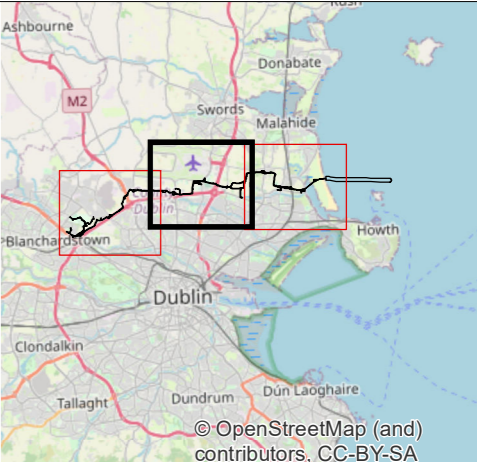 Rush
Ashbourne
Donabate
M2
Swords
Malahide
Dublin
Blanchardstown
Howth
Dublin
Clondalkin
Dún Laoghaire
Dundrum
Tallaght
© OpenStreetMap (and)
contributors, CC-BY-SA